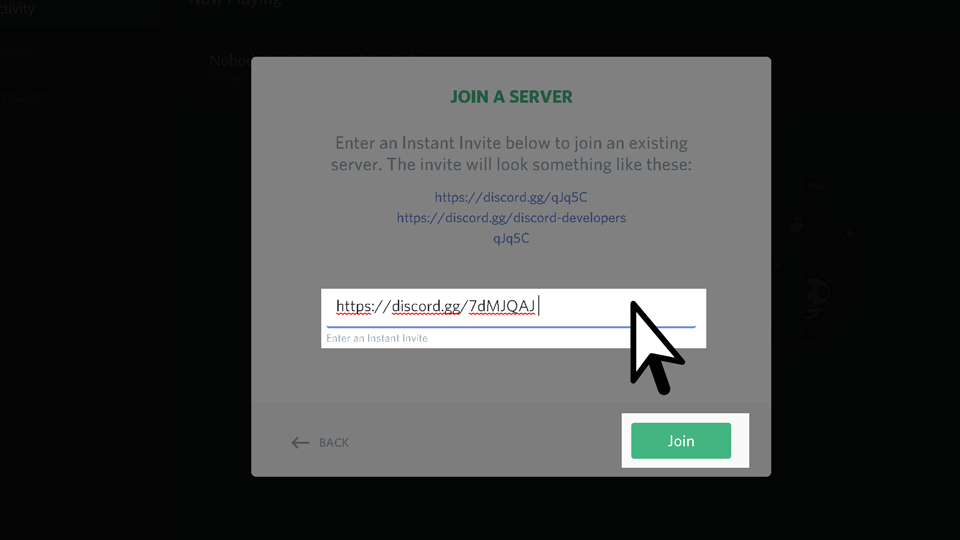 ctivity
Now Playing
JOIN A SERVER
Enter an Instant Invite below to join an existing
server. The invite will look something like these:
https://discord.gg/qJq5C
https://discord.gg/discord-developers
qJq5C
https://discord.gg/7dMJQAJ
Enter an Instant Invite
BACK
Join